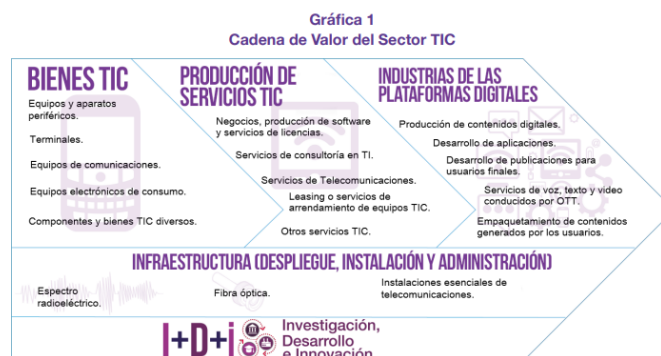 Gráfica 1
Cadena de Valor del Sector TIC
BIENES TIC
Equipos y aparatos
periféricos.
Terminales.
Equipos de comunicaciones.
Equipos electrónicos de consumo.
Componentes y bienes TIC diversos.
PRODUCCIÓN DE
SERVICIOS TIC
Negocios, producción de software
y servicios de licencias.
Servicios de consultoría en TI.
Servicios de Telecomunicaciones.
Leasing o servicios de
arrendamiento de equipos TIC.
Otros servicios TIC.
INDUSTRIAS DE LAS
PLATAFORMAS DIGITALES
Producción de contenidos digitales.
Desarrollo de aplicaciones.
Desarrollo de publicaciones para
usuarios finales.
Servicios de voz, texto y video
conducidos por OTT.
Empaquetamiento de contenidos
generados por los usuarios.
INFRAESTRUCTURA (DESPLIEGUE, INSTALACIÓN Y ADMINISTRACIÓN)
Espectro
radioeléctrico.
Fibra óptica.
Instalaciones esenciales de
telecomunicaciones.
I+D+i
Investigación,
Desarrollo
e Innovación